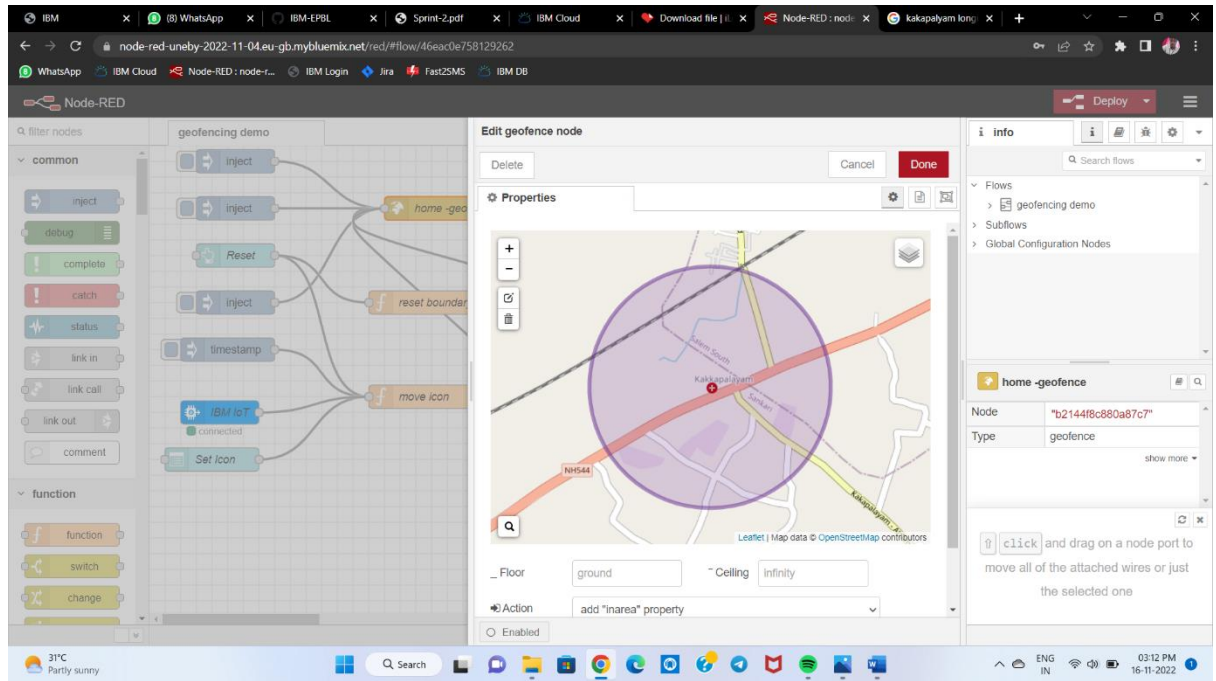 IBM
(8) WhatsApp
IBM-EPBL
Sprint-2.pdf
IBM Cloud
Download file | iL
Node-RED : node
kakapalyam long
node-red-uneby-2022-11-04.eu-gb.mybluemix.net/red/#flow/46eac0e758129262
WhatsApp
IBM Cloud
Node-RED : node-r...
IBM Login
Jira
Fast2SMS
IBM DB
Node-RED
Deploy
filter nodes
common
inject
debug
complete
catch
status
link in
link call
link out
comment
function
function
switch
change
geofencing demo
inject
inject
Reset
inject
timestamp
IBM IoT
connected
Set Icon
home -geo
reset boundar
move icon
Edit geofence node
Delete
Cancel
Done
Properties
+
−
Salem South
Kakkapalayam
Sankari
NH544
Leaflet | Map data © OpenStreetMap contributors
Floor
ground
Ceiling
infinity
Action
add "inarea" property
Enabled
info
Search flows
Flows
geofencing demo
Subflows
Global Configuration Nodes
home -geofence
Node
"b2144f8c880a87c7"
Type
geofence
show more
click and drag on a node port to
move all of the attached wires or just
the selected one
31°C
Partly sunny
Search
ENG
IN
03:12 PM
16-11-2022
1